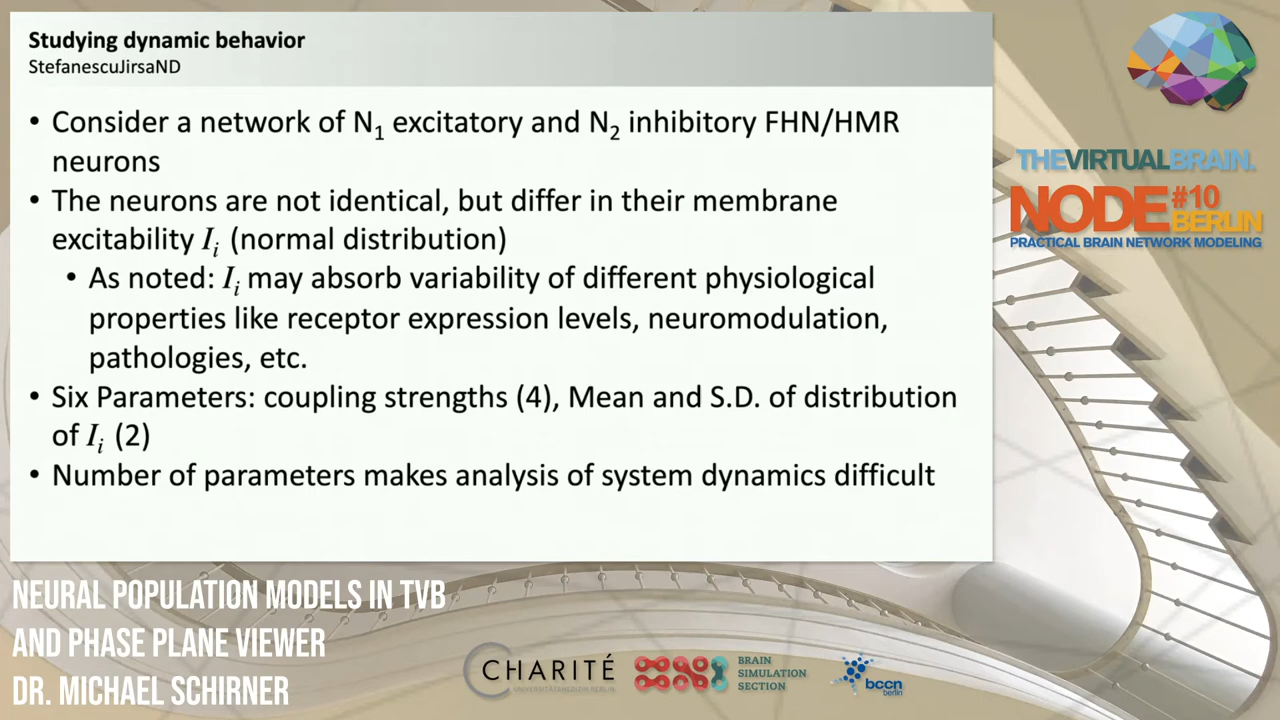 Studying dynamic behavior
StefanescuJirsaND
• Consider a network of N₁ excitatory and N₂ inhibitory FHN/HMR
neurons
• The neurons are not identical, but differ in their membrane
excitability Iᵢ (normal distribution)
• As noted: Iᵢ may absorb variability of different physiological
properties like receptor expression levels, neuromodulation,
pathologies, etc.
• Six Parameters: coupling strengths (4), Mean and S.D. of distribution
of Iᵢ (2)
• Number of parameters makes analysis of system dynamics difficult
THEVIRTUALBRAIN.
NODE #10
BERLIN
PRACTICAL BRAIN NETWORK MODELING
NEURAL POPULATION MODELS IN TVB
AND PHASE PLANE VIEWER
DR. MICHAEL SCHIRNER
CHARITÉ
UNIVERSITÄTSMEDIZIN BERLIN
BRAIN
SIMULATION
SECTION
bccn
berlin